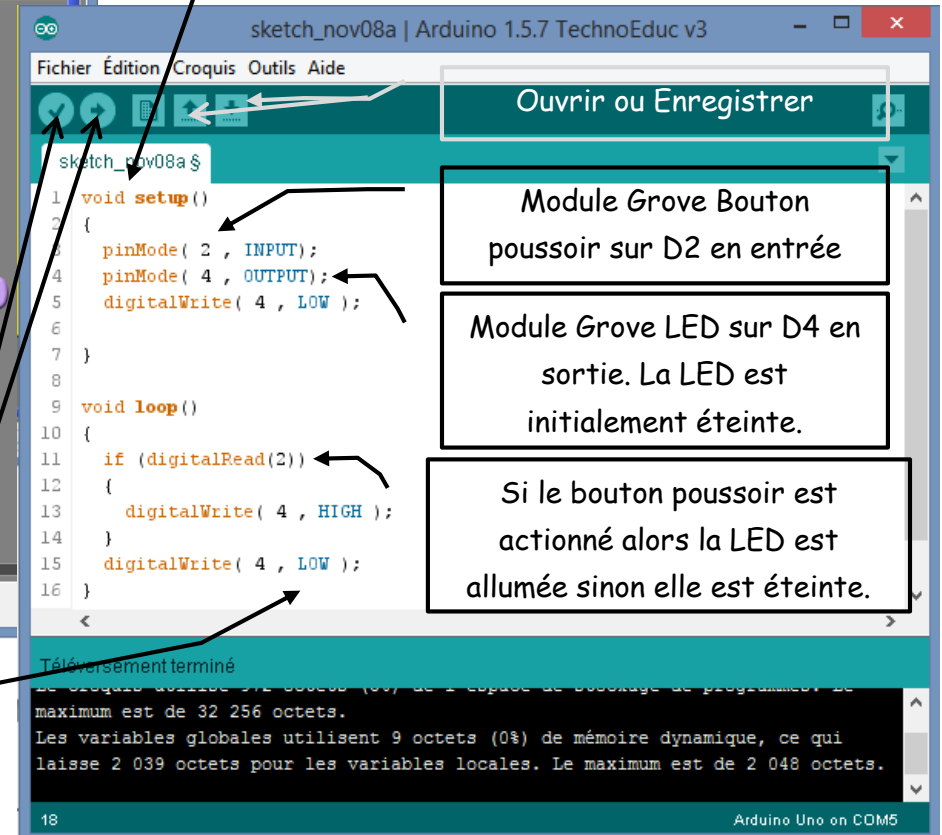 sketch_nov08a | Arduino 1.5.7 TechnoEduc v3
Fichier Édition Croquis Outils Aide
Ouvrir ou Enregistrer
sketch_nov08a §
1 void setup()
2 {
3 pinMode( 2 , INPUT);
4 pinMode( 4 , OUTPUT);
5 digitalWrite( 4 , LOW );
6
7 }
8
9 void loop()
10 {
11 if (digitalRead(2))
12 {
13 digitalWrite( 4 , HIGH );
14 }
15 digitalWrite( 4 , LOW );
16 }
Module Grove Bouton
poussoir sur D2 en entrée
Module Grove LED sur D4 en
sortie. La LED est
initialement éteinte.
Si le bouton poussoir est
actionné alors la LED est
allumée sinon elle est éteinte.
Téléversement terminé
maximum est de 32 256 octets.
Les variables globales utilisent 9 octets (0%) de mémoire dynamique, ce qui
laisse 2 039 octets pour les variables locales. Le maximum est de 2 048 octets.
18
Arduino Uno on COM5